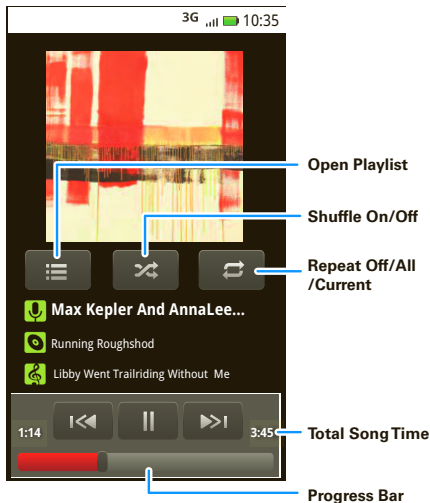 3G 10:35
Open Playlist
Shuffle On/Off
Repeat Off/All
/Current
Max Kepler And AnnaLee...
Running Roughshod
Libby Went Trailriding Without Me
1:14
3:45
Total Song Time
Progress Bar